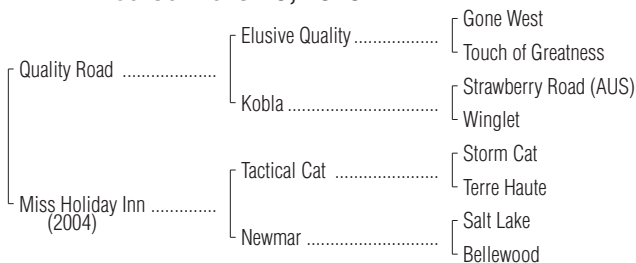 Gone West
Elusive Quality
Touch of Greatness
Quality Road
Strawberry Road (AUS)
Kobla
Winglet
Storm Cat
Tactical Cat
Terre Haute
Miss Holiday Inn
(2004)
Salt Lake
Newmar
Bellewood